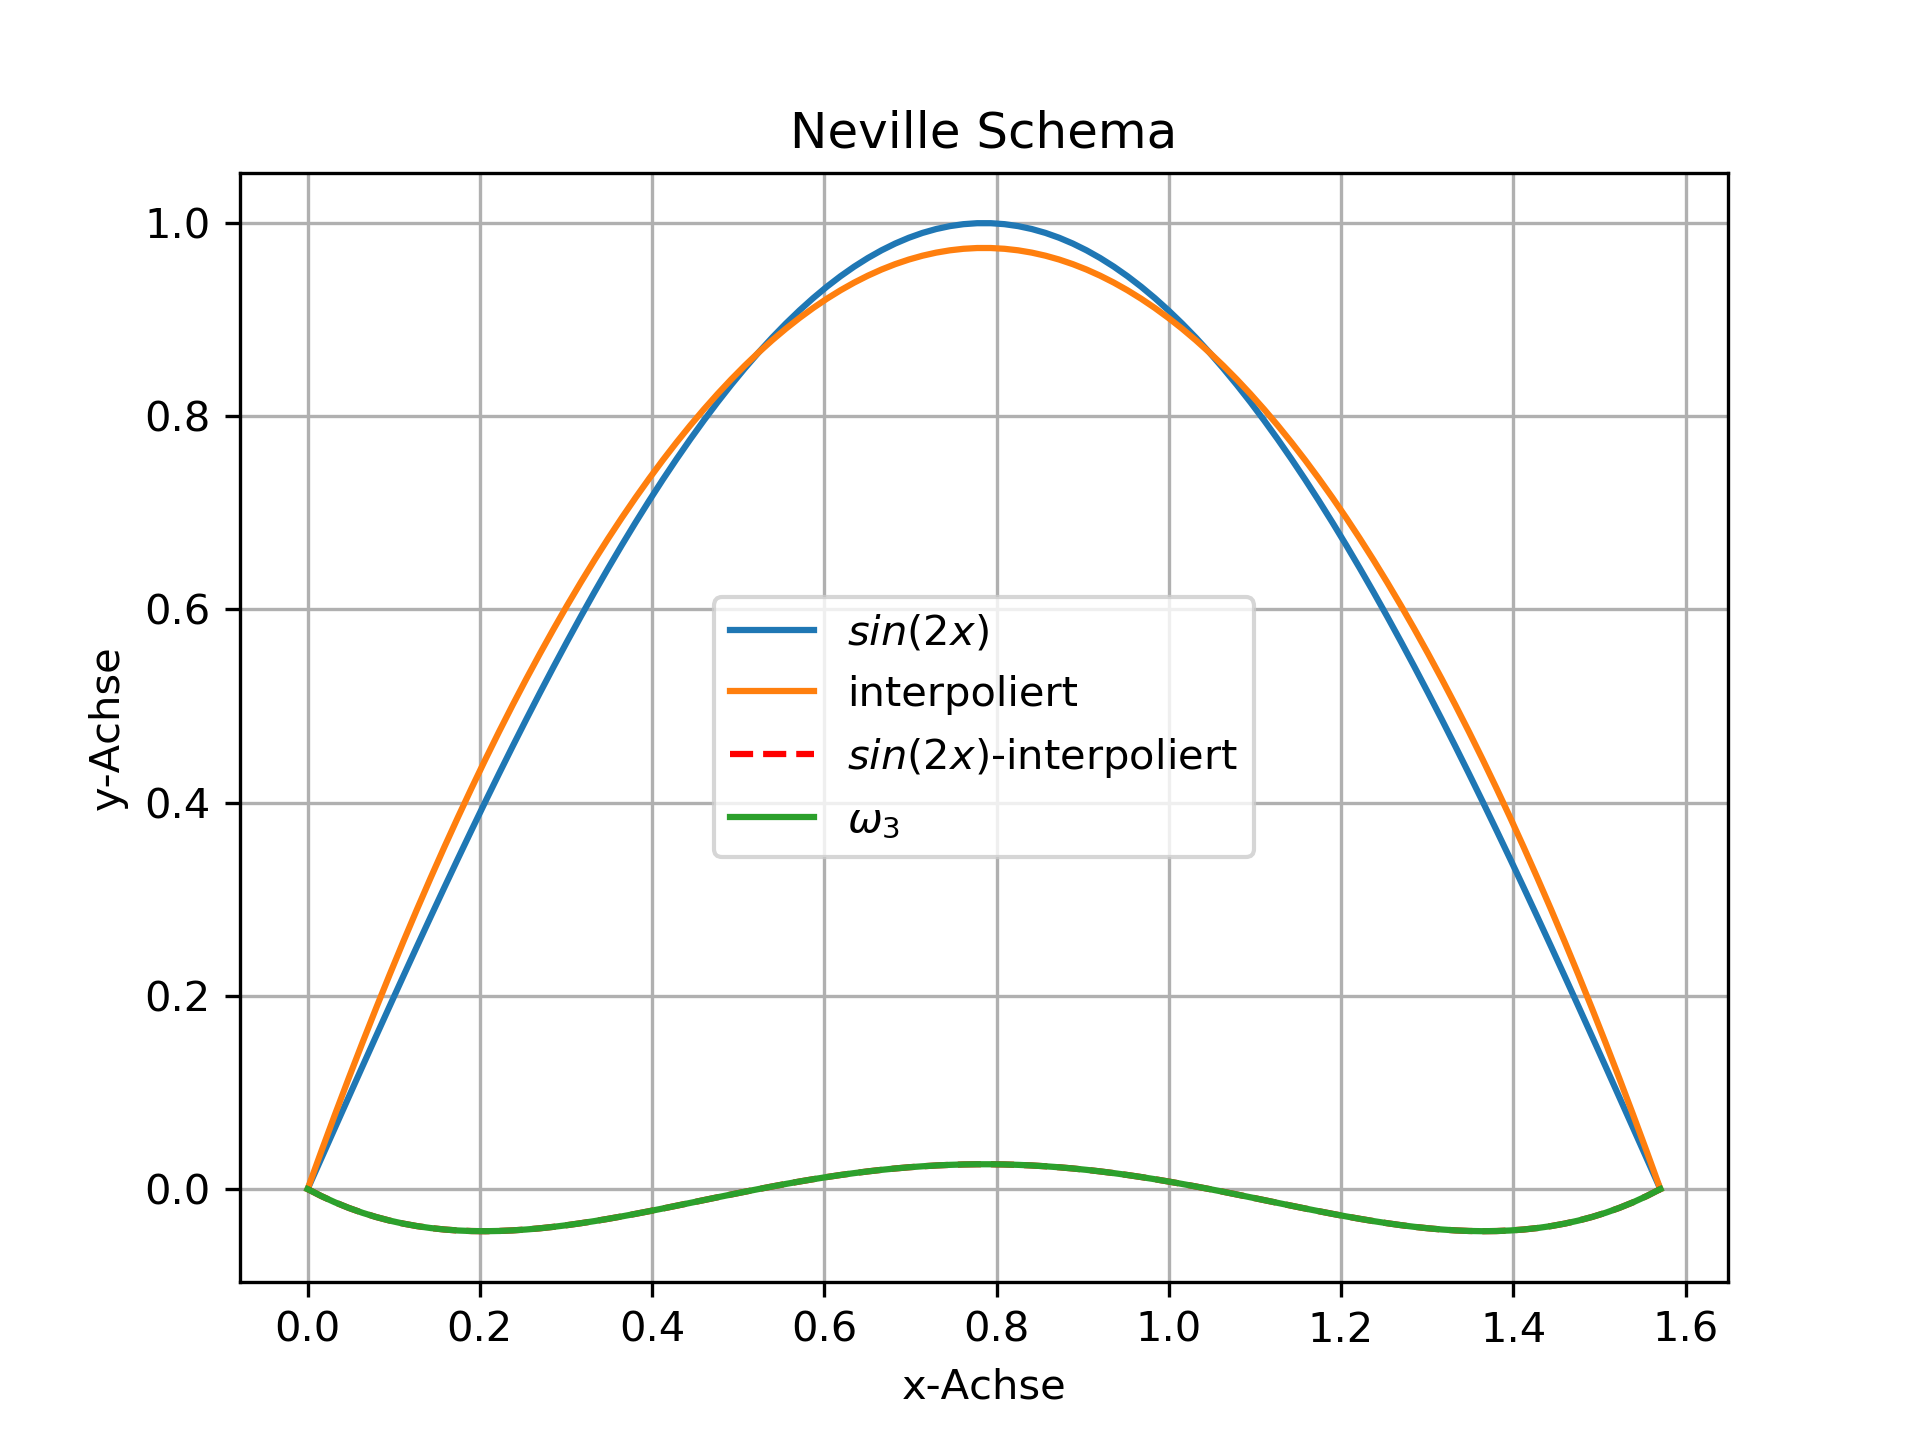 Neville Schema
1.0
0.8
0.6
0.4
0.2
0.0
y-Achse
sin(2x)
interpoliert
sin(2x)-interpoliert
ω₃
0.0 0.2 0.4 0.6 0.8 1.0 1.2 1.4 1.6
x-Achse